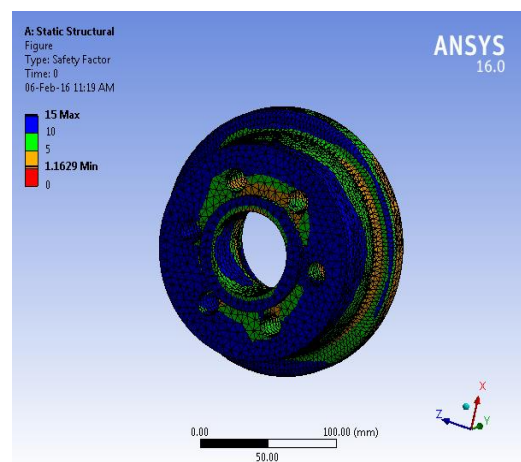 A: Static Structural
Figure
Type: Safety Factor
Time: 0
06-Feb-16 11:19 AM
15 Max
10
5
1.1629 Min
0
ANSYS
16.0
0.00 100.00 (mm)
50.00
X
Z Y